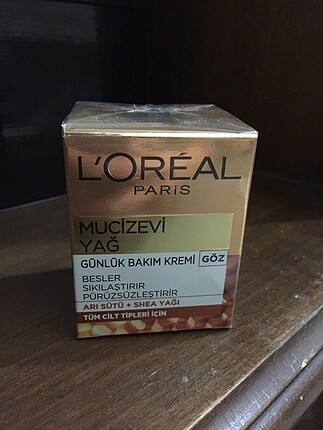 L'ORÉAL
PARIS
MUCİZEVİ
YAĞ
GÜNLÜK BAKIM KREMİ GÖZ
BESLER
SIKILAŞTIRIR
PÜRÜZSÜZLEŞTİRİR
ARI SÜTÜ + SHEA YAĞI
TÜM CİLT TİPLERİ İÇİN